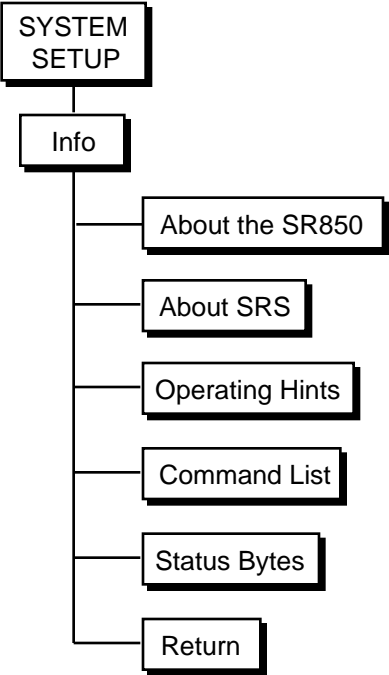 SYSTEM
SETUP
Info
About the SR850
About SRS
Operating Hints
Command List
Status Bytes
Return